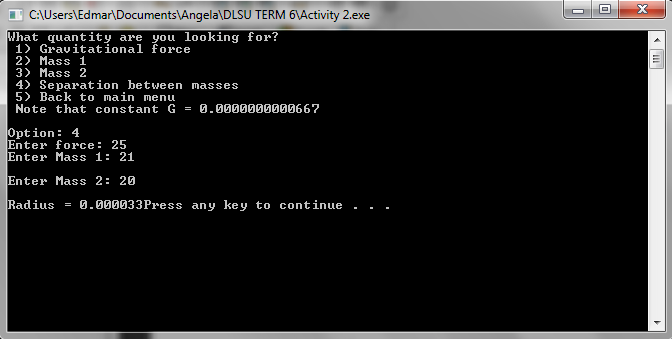 C:\Users\Edmar\Documents\Angela\DLSU TERM 6\Activity 2.exe
What quantity are you looking for?
1) Gravitational force
2) Mass 1
3) Mass 2
4) Separation between masses
5) Back to main menu
Note that constant G = 0.0000000000667
Option: 4
Enter force: 25
Enter Mass 1: 21
Enter Mass 2: 20
Radius = 0.000033Press any key to continue . . .